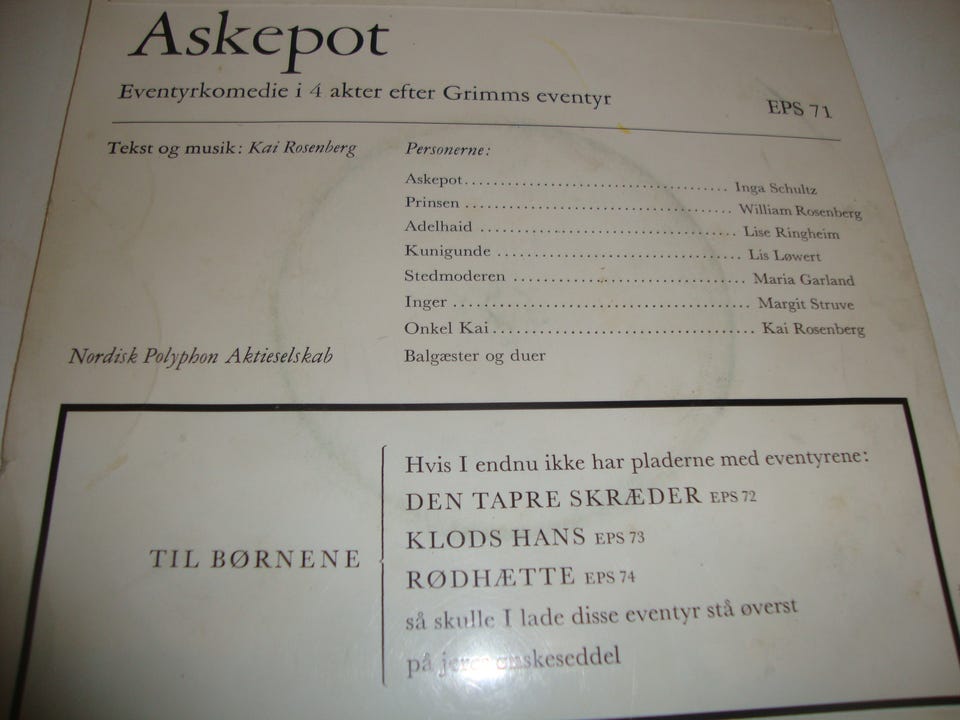 Askepot
Eventyrkomedie i 4 akter efter Grimms eventyr
EPS 71
Tekst og musik: Kai Rosenberg
Personerne:
Askepot.................................... Inga Schultz
Prinsen .................................... William Rosenberg
Adelhaid .................................. Lise Ringheim
Kunigunde ................................ Lis Løwert
Stedmoderen .............................. Maria Garland
Inger ....................................... Margit Struve
Onkel Kai................................... Kai Rosenberg
Balgæster og duer
Nordisk Polyphon Aktieselskab
TIL BØRNENE
Hvis I endnu ikke har pladerne med eventyrene:
DEN TAPRE SKRÆDER EPS 72
KLODS HANS EPS 73
RØDHÆTTE EPS 74
så skulle I lade disse eventyr stå øverst
på jeres ønskeseddel